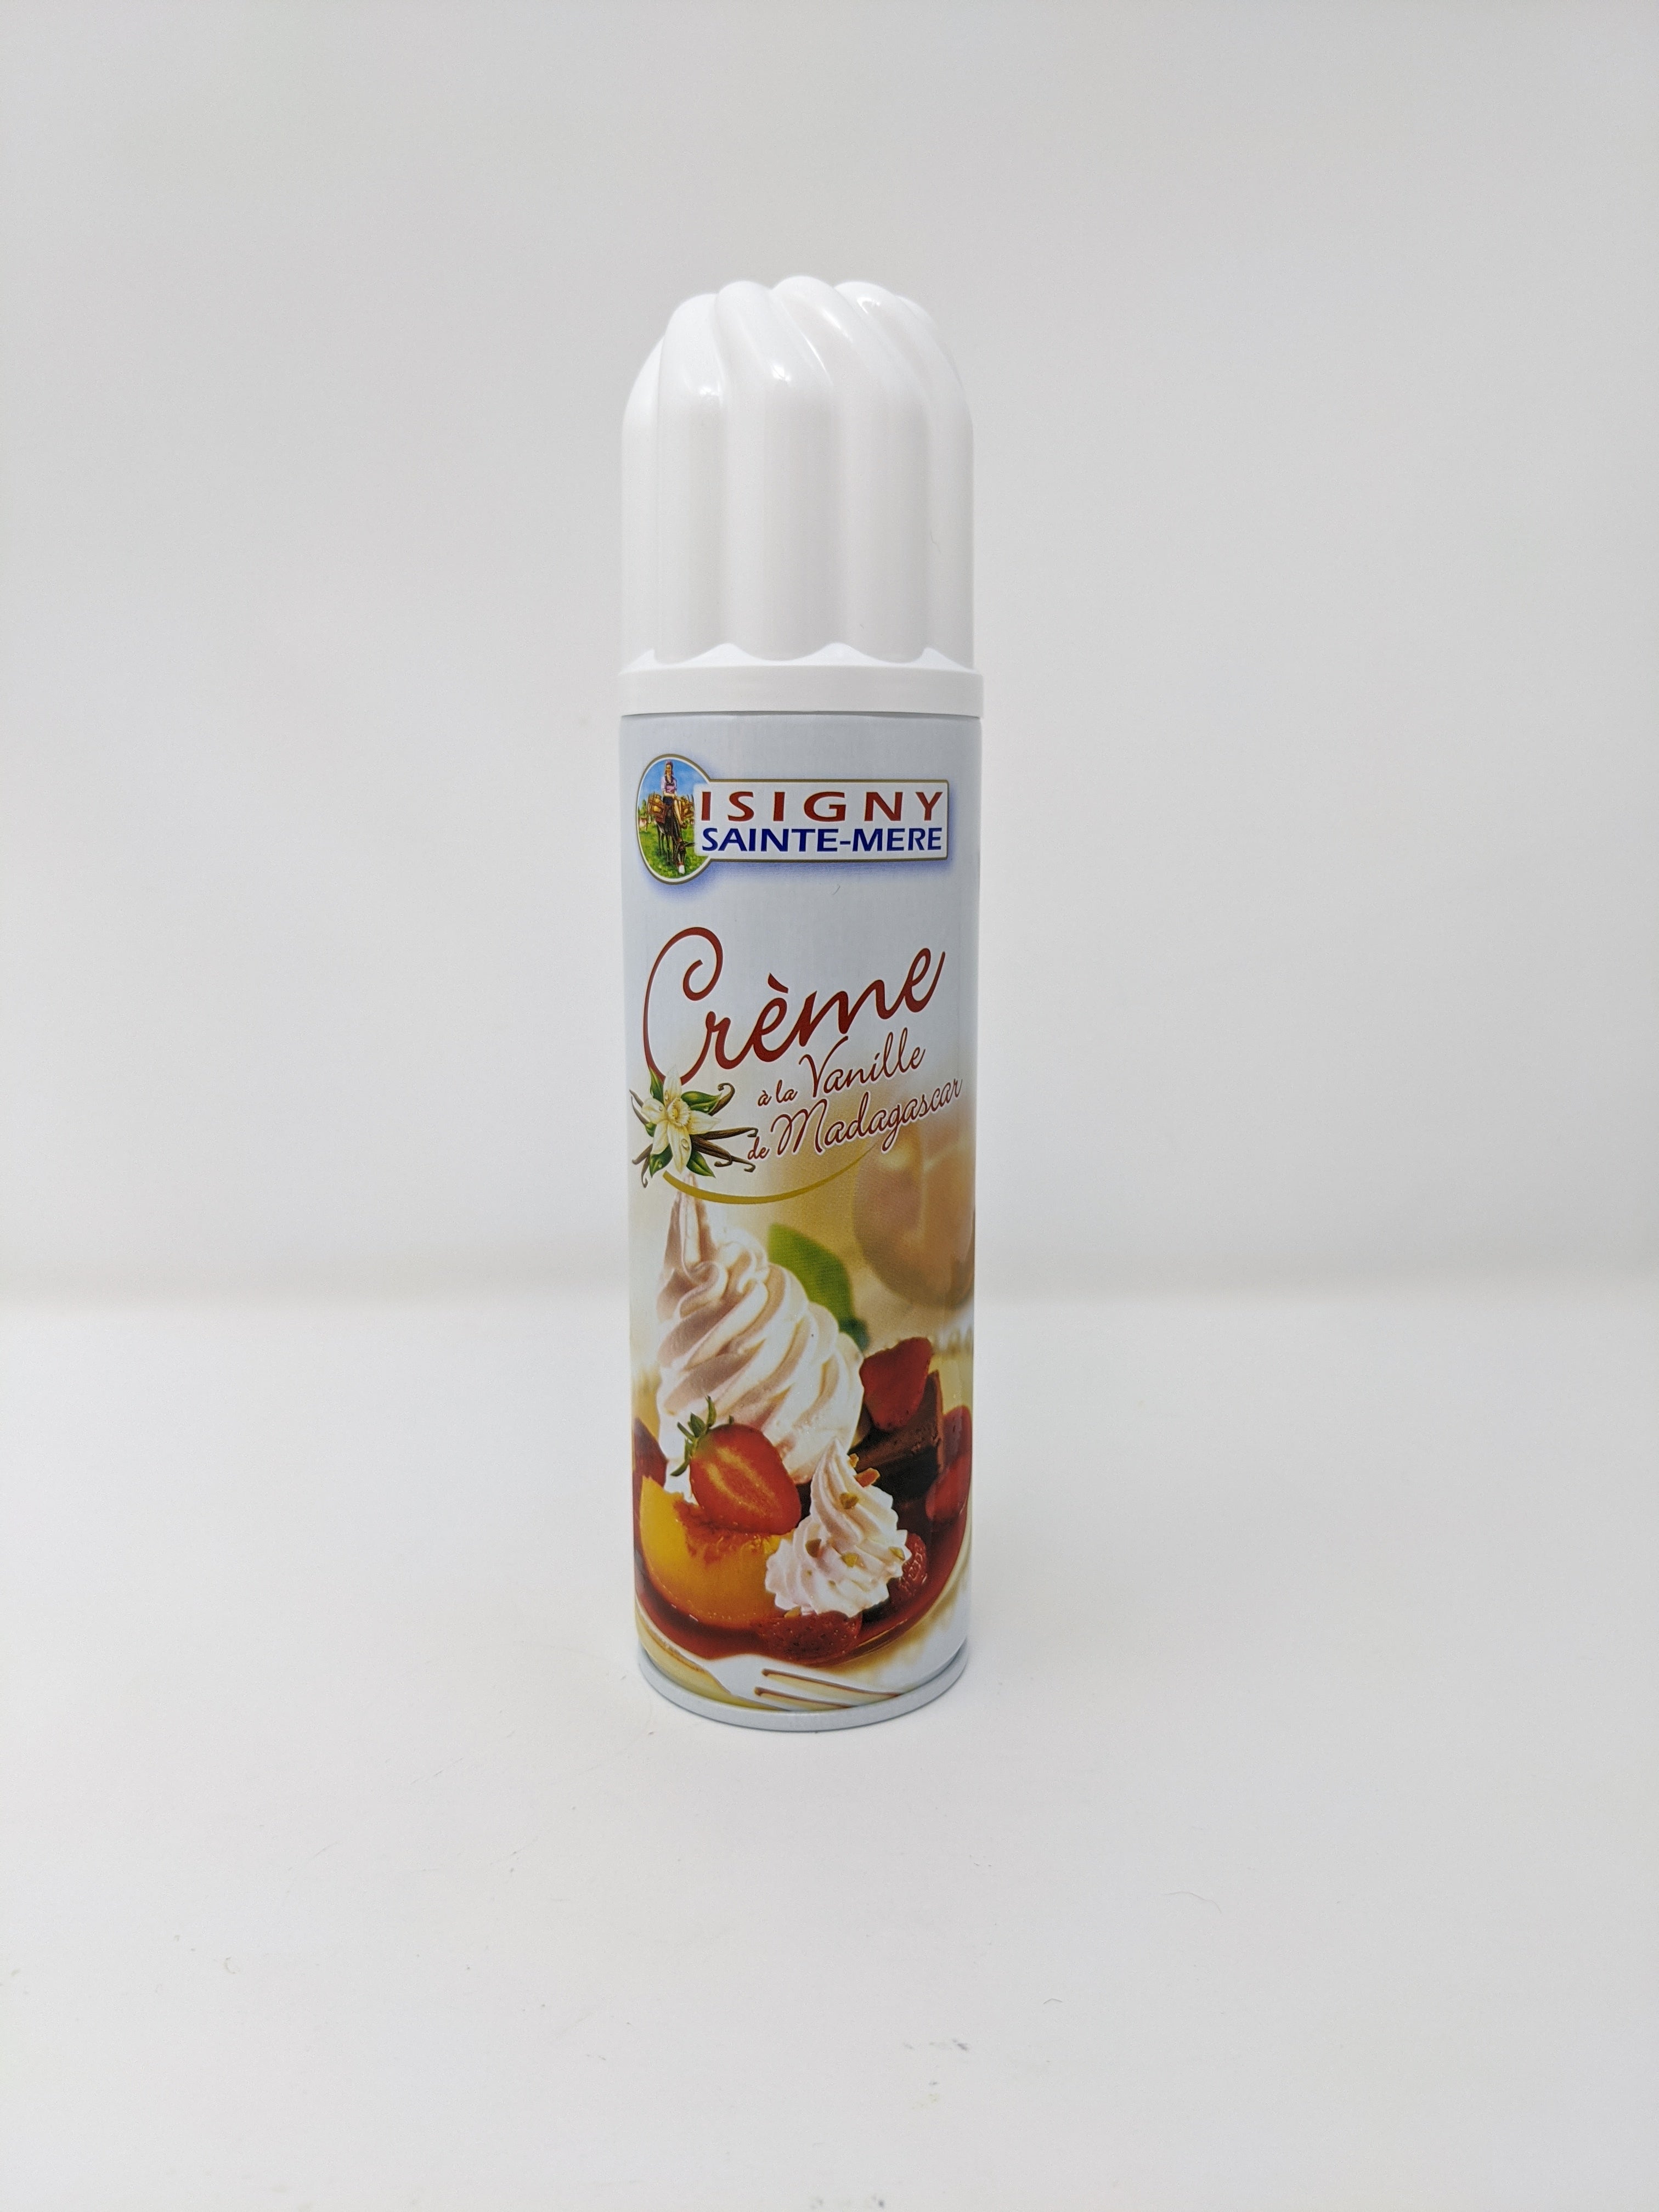 ISIGNY
SAINTE-MERE
Crème
à la Vanille
de Madagascar